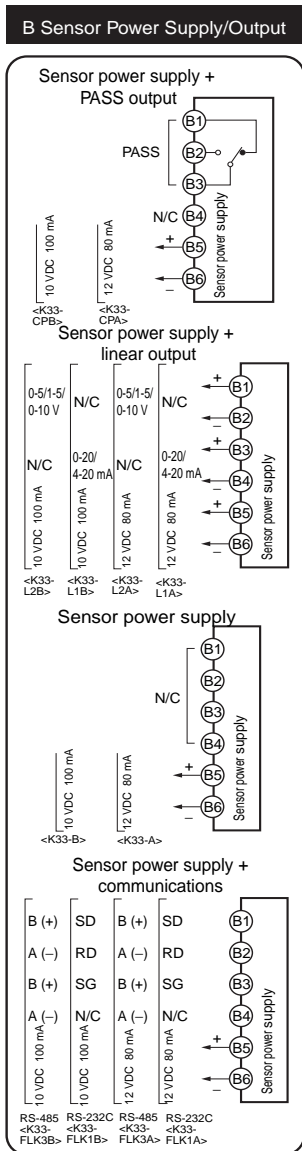 B Sensor Power Supply/Output
Sensor power supply +
PASS output
PASS
B1
B2
B3
N/C
B4
+
B5
−
B6
Sensor power supply
10 VDC 100 mA
12 VDC 80 mA
<K33-
CPB>
<K33-
CPA>
Sensor power supply +
linear output
0-5/1-5/
0-10 V
N/C
0-5/1-5/
0-10 V
N/C
N/C
0-20/
4-20 mA
N/C
0-20/
4-20 mA
10 VDC 100 mA
10 VDC 100 mA
12 VDC 80 mA
12 VDC 80 mA
+
B1
−
B2
+
B3
−
B4
+
B5
−
B6
Sensor power supply
<K33-
L2B>
<K33-
L1B>
<K33-
L2A>
<K33-
L1A>
Sensor power supply
N/C
B1
B2
B3
B4
+
B5
−
B6
Sensor power supply
10 VDC 100 mA
12 VDC 80 mA
<K33-B>
<K33-A>
Sensor power supply +
communications
B (+) SD B (+) SD
B1
A (−) RD A (−) RD
B2
B (+) SG B (+) SG
B3
A (−) N/C A (−) N/C
B4
10 VDC 100 mA
10 VDC 100 mA
12 VDC 80 mA
12 VDC 80 mA
+
B5
−
B6
Sensor power supply
RS-485
<K33-
FLK3B>
RS-232C
<K33-
FLK1B>
RS-485
<K33-
FLK3A>
RS-232C
<K33-
FLK1A>